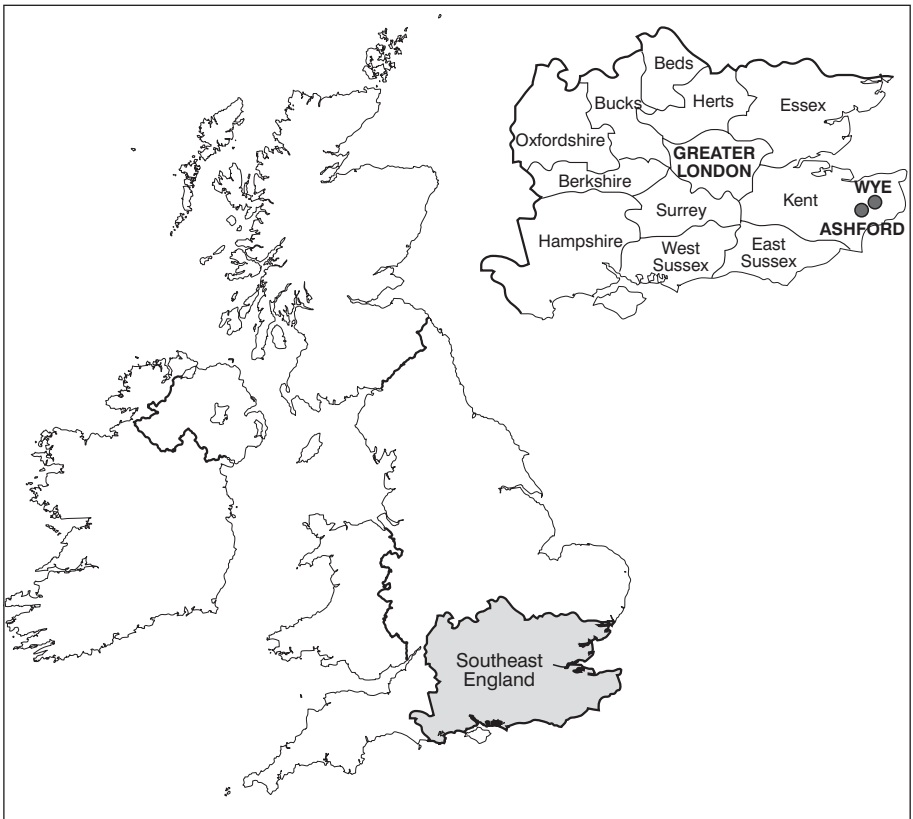 Beds
Bucks
Herts
Essex
Oxfordshire
GREATER
LONDON
Berkshire
Kent
WYE
Surrey
ASHFORD
Hampshire
West
Sussex
East
Sussex
Southeast
England